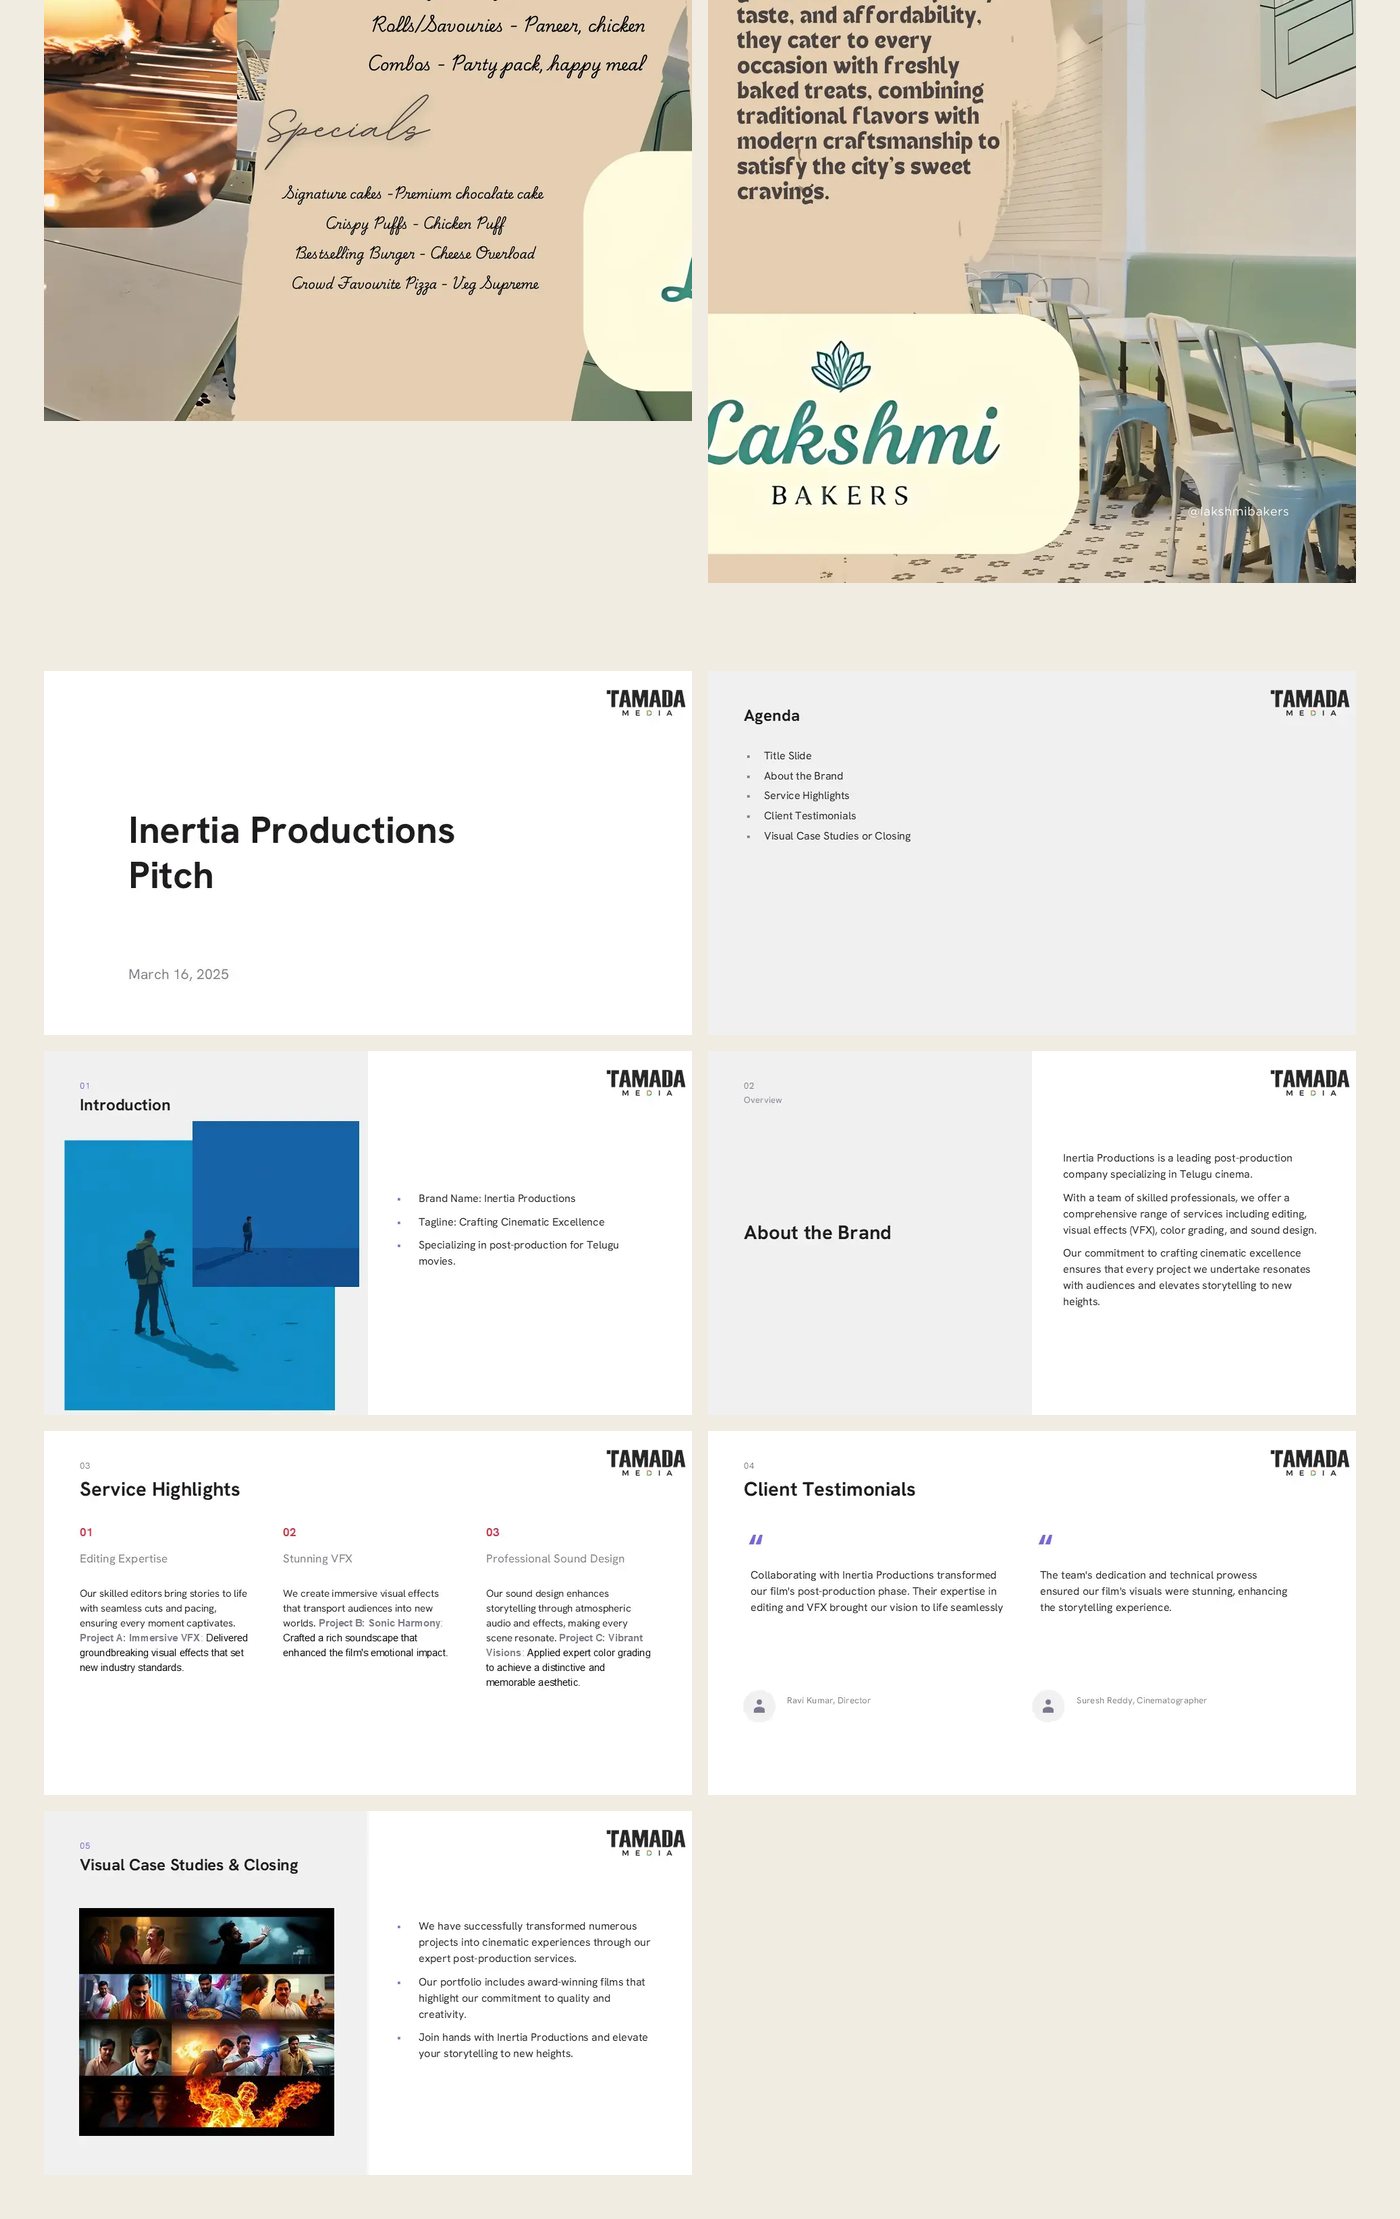 Rolls/Savouries - Paneer, chicken
Combos - Party pack, happy meal
Specials
Signature cakes - Premium chocolate cake
Crispy Puffs - Chicken Puff
Bestselling Burger - Cheese Overload
Crowd Favourite Pizza - Veg Supreme
taste, and affordability,
they cater to every
occasion with freshly
baked treats, combining
traditional flavors with
modern craftsmanship to
satisfy the city's sweet
cravings.
Lakshmi
BAKERS
@lakshmibakers
TAMADA
MEDIA
Inertia Productions
Pitch
March 16, 2025
TAMADA
MEDIA
Agenda
Title Slide
About the Brand
Service Highlights
Client Testimonials
Visual Case Studies or Closing
TAMADA
MEDIA
01
Introduction
Brand Name: Inertia Productions
Tagline: Crafting Cinematic Excellence
Specializing in post-production for Telugu
movies.
TAMADA
MEDIA
02
Overview
About the Brand
Inertia Productions is a leading post-production
company specializing in Telugu cinema.
With a team of skilled professionals, we offer a
comprehensive range of services including editing,
visual effects (VFX), color grading, and sound design.
Our commitment to crafting cinematic excellence
ensures that every project we undertake resonates
with audiences and elevates storytelling to new
heights.
TAMADA
MEDIA
03
Service Highlights
01
Editing Expertise
Our skilled editors bring stories to life
with seamless cuts and pacing,
ensuring every moment captivates.
Project A: Immersive VFX: Delivered
groundbreaking visual effects that set
new industry standards.
02
Stunning VFX
We create immersive visual effects
that transport audiences into new
worlds. Project B: Sonic Harmony:
Crafted a rich soundscape that
enhanced the film's emotional impact.
03
Professional Sound Design
Our sound design enhances
storytelling through atmospheric
audio and effects, making every
scene resonate. Project C: Vibrant
Visions: Applied expert color grading
to achieve a distinctive and
memorable aesthetic.
TAMADA
MEDIA
04
Client Testimonials
“
Collaborating with Inertia Productions transformed
our film's post-production phase. Their expertise in
editing and VFX brought our vision to life seamlessly
Ravi Kumar, Director
“
The team's dedication and technical prowess
ensured our film's visuals were stunning, enhancing
the storytelling experience.
Suresh Reddy, Cinematographer
TAMADA
MEDIA
05
Visual Case Studies & Closing
We have successfully transformed numerous
projects into cinematic experiences through our
expert post-production services.
Our portfolio includes award-winning films that
highlight our commitment to quality and
creativity.
Join hands with Inertia Productions and elevate
your storytelling to new heights.